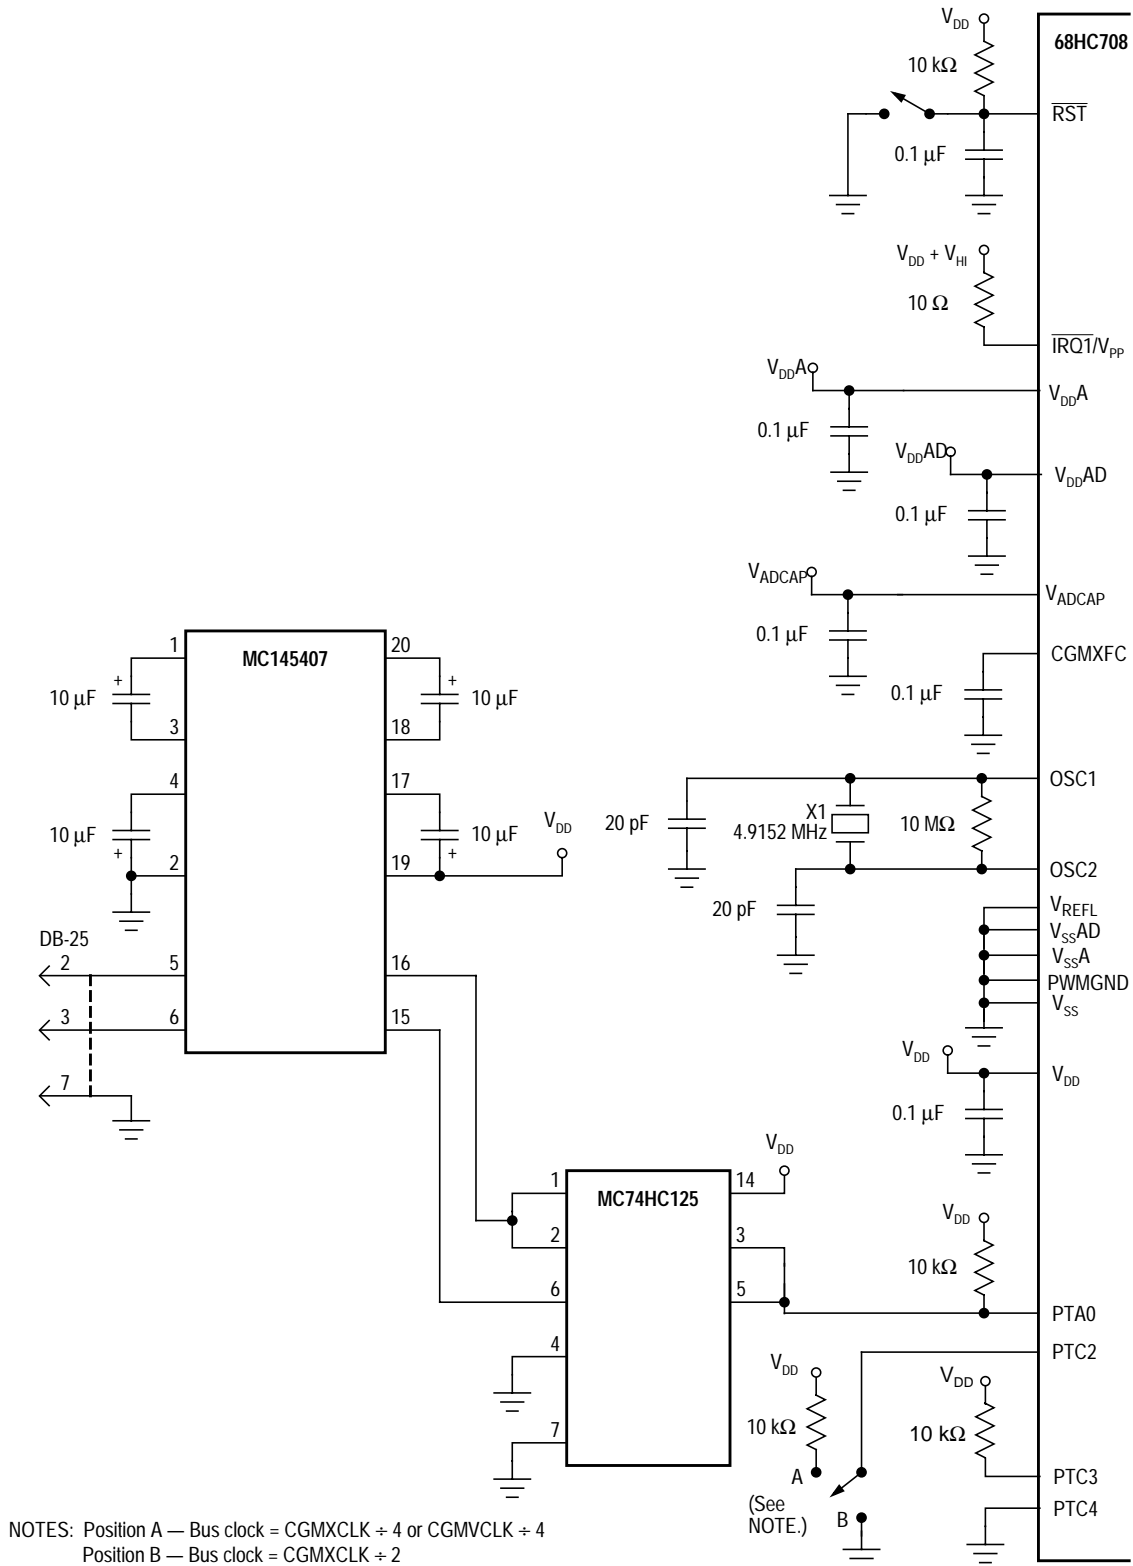 V_DD
68HC708
10 kΩ
R̅S̅T̅
0.1 µF
V_DD + V_HI
10 Ω
I̅R̅Q̅1̅/V_PP
V_DDA
V_DDA
0.1 µF
V_DDAD
V_DDAD
0.1 µF
V_ADCAP
V_ADCAP
0.1 µF
CGMXFC
0.1 µF
MC145407
1
20
+
10 µF
+
10 µF
3
18
4
17
10 µF
+
10 µF
+
V_DD
2
19
OSC1
20 pF
X1
4.9152 MHz
10 MΩ
OSC2
20 pF
V_REFL
V_SSAD
V_SSA
PWMGND
V_SS
DB-25
2
5
16
3
6
15
7
V_DD
V_DD
0.1 µF
V_DD
MC74HC125
1
14
2
3
6
5
4
7
V_DD
10 kΩ
PTA0
PTC2
V_DD
10 kΩ
V_DD
10 kΩ
A
PTC3
(See
NOTE.)
B
PTC4
NOTES: Position A — Bus clock = CGMXCLK ÷ 4 or CGMVCLK ÷ 4
Position B — Bus clock = CGMXCLK ÷ 2